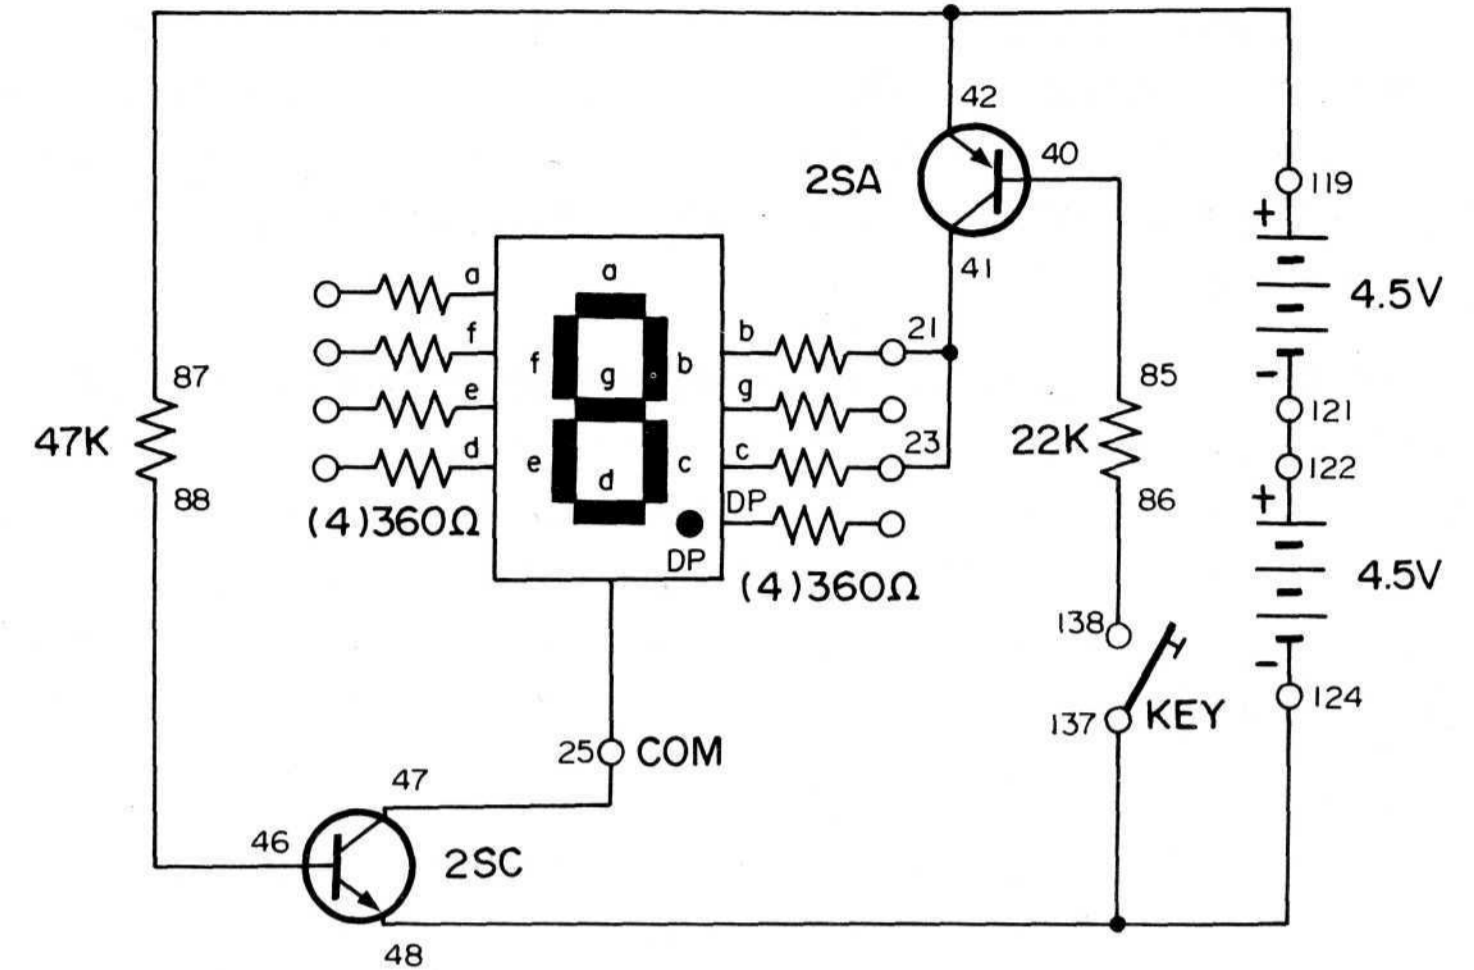 42
40
2SA
119
+
41
4.5V
a
a
f
b
21
f
b
g
-
87
e
g
85
121
47K
d
e
c
c
23
22K
122
d
88
86
+
(4)360Ω
DP
DP
(4)360Ω
4.5V
138
-
137
KEY
124
25
COM
47
46
2SC
48